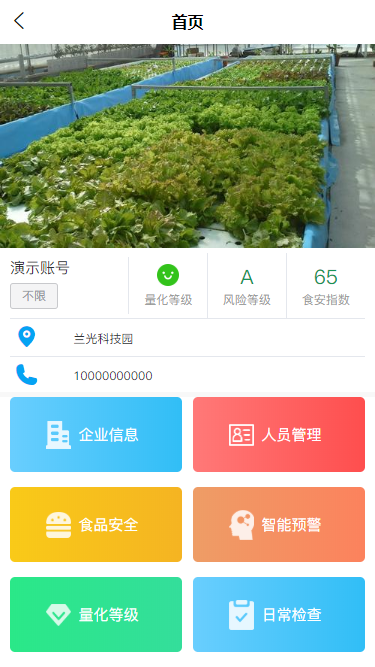 首页
演示账号
不限
量化等级
A
风险等级
65
食安指数
兰光科技园
10000000000
企业信息
人员管理
食品安全
智能预警
量化等级
日常检查